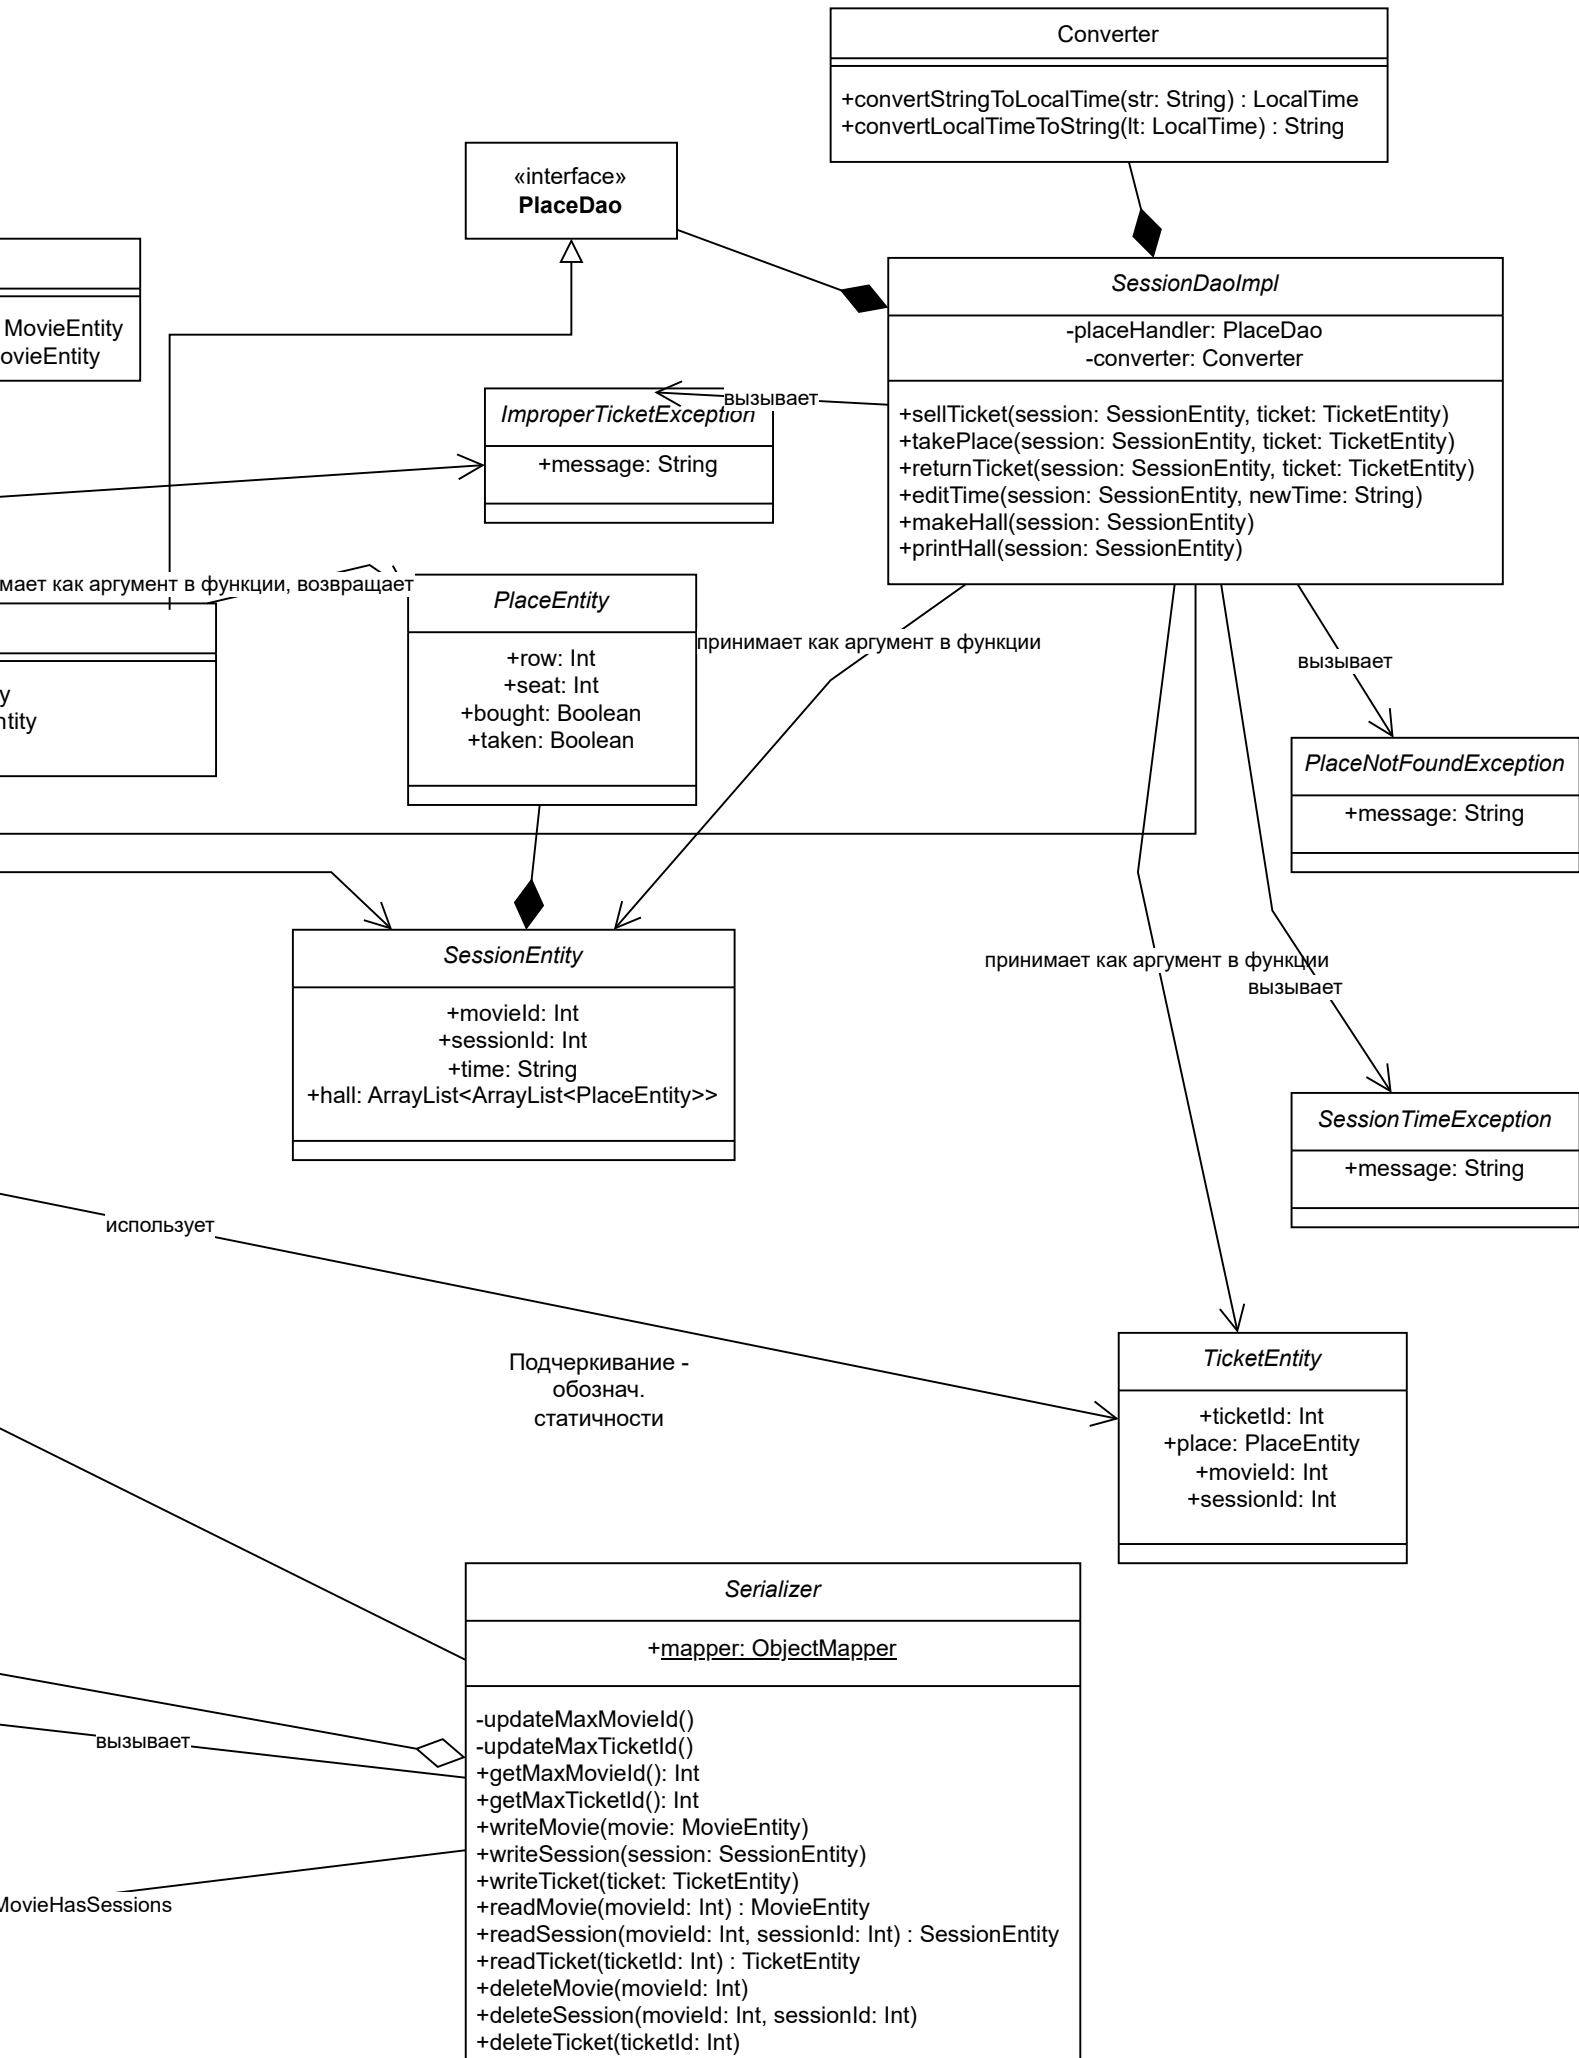 Converter
+convertStringToLocalTime(str: String) : LocalTime
+convertLocalTimeToString(lt: LocalTime) : String
«interface»
PlaceDao
MovieEntity
ovieEntity
SessionDaoImpl
-placeHandler: PlaceDao
-converter: Converter
+sellTicket(session: SessionEntity, ticket: TicketEntity)
+takePlace(session: SessionEntity, ticket: TicketEntity)
+returnTicket(session: SessionEntity, ticket: TicketEntity)
+editTime(session: SessionEntity, newTime: String)
+makeHall(session: SessionEntity)
+printHall(session: SessionEntity)
вызывает
ImproperTicketException
+message: String
мает как аргумент в функции, возвращает
y
ntity
PlaceEntity
+row: Int
+seat: Int
+bought: Boolean
+taken: Boolean
принимает как аргумент в функции
вызывает
PlaceNotFoundException
+message: String
SessionEntity
+movieId: Int
+sessionId: Int
+time: String
+hall: ArrayList<ArrayList<PlaceEntity>>
принимает как аргумент в функции
вызывает
SessionTimeException
+message: String
использует
Подчеркивание -
обознач.
статичности
TicketEntity
+ticketId: Int
+place: PlaceEntity
+movieId: Int
+sessionId: Int
Serializer
+mapper: ObjectMapper
-updateMaxMovieId()
-updateMaxTicketId()
+getMaxMovieId(): Int
+getMaxTicketId(): Int
+writeMovie(movie: MovieEntity)
+writeSession(session: SessionEntity)
+writeTicket(ticket: TicketEntity)
+readMovie(movieId: Int) : MovieEntity
+readSession(movieId: Int, sessionId: Int) : SessionEntity
+readTicket(ticketId: Int) : TicketEntity
+deleteMovie(movieId: Int)
+deleteSession(movieId: Int, sessionId: Int)
+deleteTicket(ticketId: Int)
вызывает
MovieHasSessions